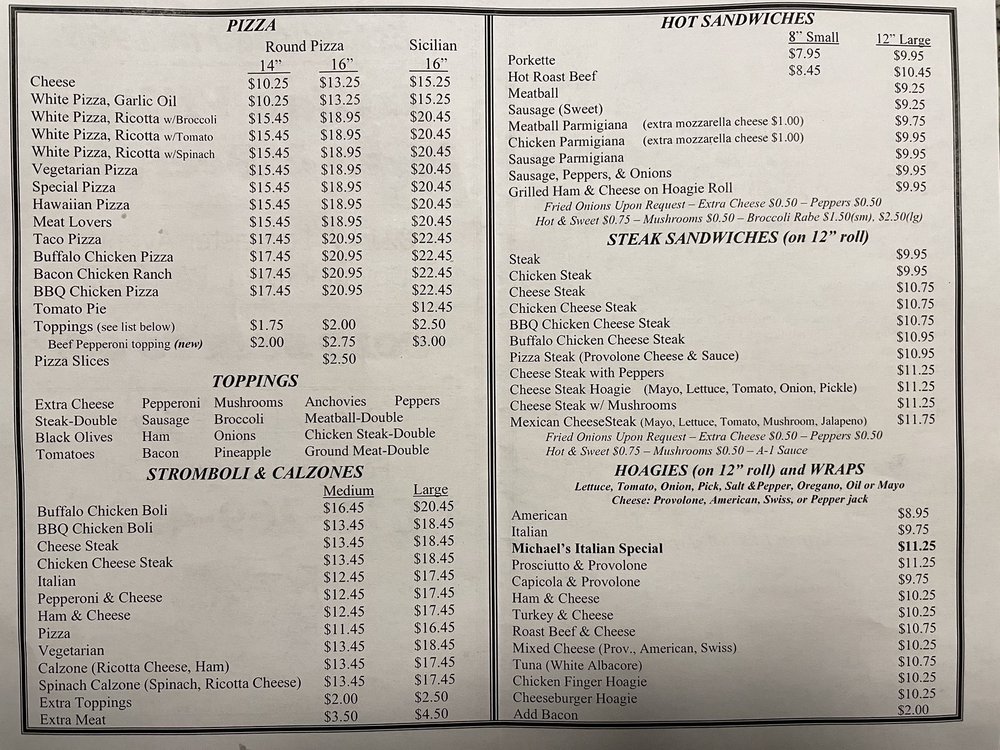 PIZZA
Round Pizza Sicilian
14” 16” 16”
Cheese $10.25 $13.25 $15.25
White Pizza, Garlic Oil $10.25 $13.25 $15.25
White Pizza, Ricotta w/Broccoli $15.45 $18.95 $20.45
White Pizza, Ricotta w/Tomato $15.45 $18.95 $20.45
White Pizza, Ricotta w/Spinach $15.45 $18.95 $20.45
Vegetarian Pizza $15.45 $18.95 $20.45
Special Pizza $15.45 $18.95 $20.45
Hawaiian Pizza $15.45 $18.95 $20.45
Meat Lovers $15.45 $18.95 $20.45
Taco Pizza $17.45 $20.95 $22.45
Buffalo Chicken Pizza $17.45 $20.95 $22.45
Bacon Chicken Ranch $17.45 $20.95 $22.45
BBQ Chicken Pizza $17.45 $20.95 $22.45
Tomato Pie $12.45
Toppings (see list below) $1.75 $2.00 $2.50
Beef Pepperoni topping (new) $2.00 $2.75 $3.00
Pizza Slices $2.50
TOPPINGS
Extra Cheese Pepperoni Mushrooms Anchovies Peppers
Steak-Double Sausage Broccoli Meatball-Double
Black Olives Ham Onions Chicken Steak-Double
Tomatoes Bacon Pineapple Ground Meat-Double
STROMBOLI & CALZONES
Medium Large
Buffalo Chicken Boli $16.45 $20.45
BBQ Chicken Boli $13.45 $18.45
Cheese Steak $13.45 $18.45
Chicken Cheese Steak $13.45 $18.45
Italian $12.45 $17.45
Pepperoni & Cheese $12.45 $17.45
Ham & Cheese $12.45 $17.45
Pizza $11.45 $16.45
Vegetarian $13.45 $18.45
Calzone (Ricotta Cheese, Ham) $13.45 $17.45
Spinach Calzone (Spinach, Ricotta Cheese) $13.45 $17.45
Extra Toppings $2.00 $2.50
Extra Meat $3.50 $4.50
HOT SANDWICHES
8” Small 12” Large
Porkette $7.95 $9.95
Hot Roast Beef $8.45 $10.45
Meatball $9.25
Sausage (Sweet) $9.25
Meatball Parmigiana (extra mozzarella cheese $1.00) $9.75
Chicken Parmigiana (extra mozzarella cheese $1.00) $9.95
Sausage Parmigiana $9.95
Sausage, Peppers, & Onions $9.95
Grilled Ham & Cheese on Hoagie Roll $9.95
Fried Onions Upon Request – Extra Cheese $0.50 – Peppers $0.50
Hot & Sweet $0.75 – Mushrooms $0.50 – Broccoli Rabe $1.50(sm), $2.50(lg)
STEAK SANDWICHES (on 12” roll)
Steak $9.95
Chicken Steak $9.95
Cheese Steak $10.75
Chicken Cheese Steak $10.75
BBQ Chicken Cheese Steak $10.75
Buffalo Chicken Cheese Steak $10.95
Pizza Steak (Provolone Cheese & Sauce) $10.95
Cheese Steak with Peppers $11.25
Cheese Steak Hoagie (Mayo, Lettuce, Tomato, Onion, Pickle) $11.25
Cheese Steak w/ Mushrooms $11.25
Mexican CheeseSteak (Mayo, Lettuce, Tomato, Mushroom, Jalapeno) $11.75
Fried Onions Upon Request – Extra Cheese $0.50 – Peppers $0.50
Hot & Sweet $0.75 – Mushrooms $0.50 – A-1 Sauce
HOAGIES (on 12” roll) and WRAPS
Lettuce, Tomato, Onion, Pick, Salt &Pepper, Oregano, Oil or Mayo
Cheese: Provolone, American, Swiss, or Pepper jack
American $8.95
Italian $9.75
Michael’s Italian Special $11.25
Prosciutto & Provolone $11.25
Capicola & Provolone $9.75
Ham & Cheese $10.25
Turkey & Cheese $10.25
Roast Beef & Cheese $10.75
Mixed Cheese (Prov., American, Swiss) $10.25
Tuna (White Albacore) $10.75
Chicken Finger Hoagie $10.25
Cheeseburger Hoagie $10.25
Add Bacon $2.00